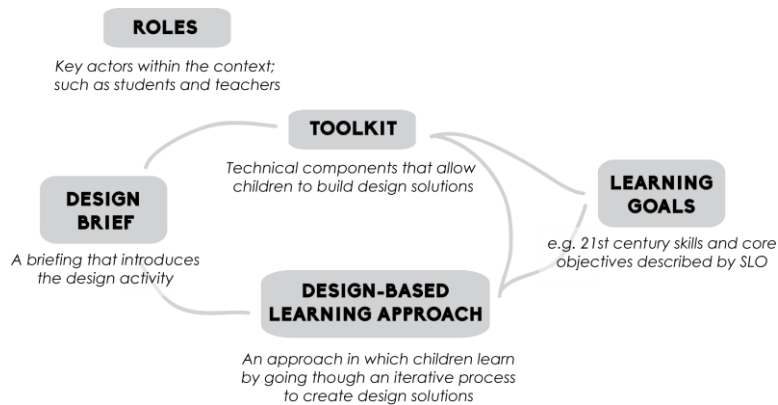 ROLES
Key actors within the context;
such as students and teachers
TOOLKIT
Technical components that allow
children to build design solutions
DESIGN
BRIEF
A briefing that introduces
the design activity
LEARNING
GOALS
e.g. 21st century skills and core
objectives described by SLO
DESIGN-BASED
LEARNING APPROACH
An approach in which children learn
by going though an iterative process
to create design solutions